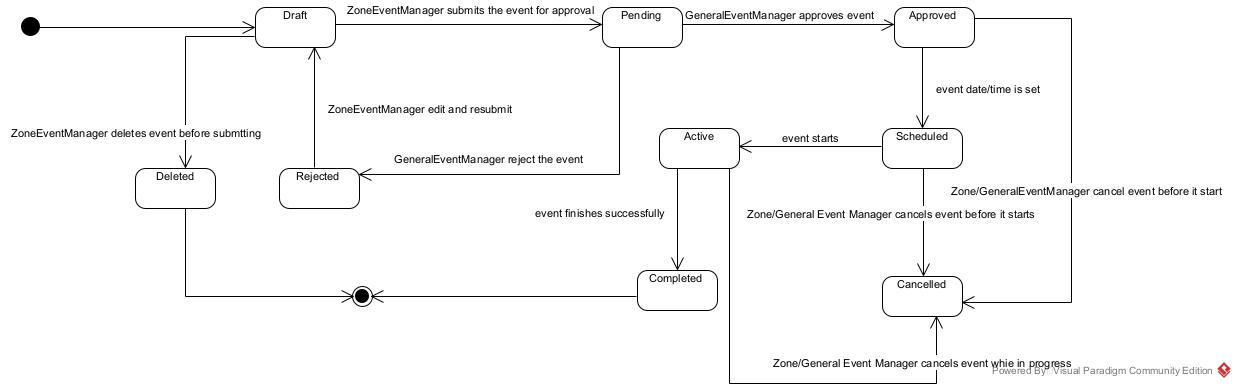 Draft
ZoneEventManager submits the event for approval
Pending
GeneralEventManager approves event
Approved
event date/time is set
ZoneEventManager edit and resubmit
ZoneEventManager deletes event before submtting
Active
event starts
Scheduled
GeneralEventManager reject the event
Deleted
Rejected
Zone/GeneralEventManager cancel event before it start
event finishes successfully
Zone/General Event Manager cancels event before it starts
Completed
Cancelled
Zone/General Event Manager cancels event whie in progress
Powered By: Visual Paradigm Community Edition